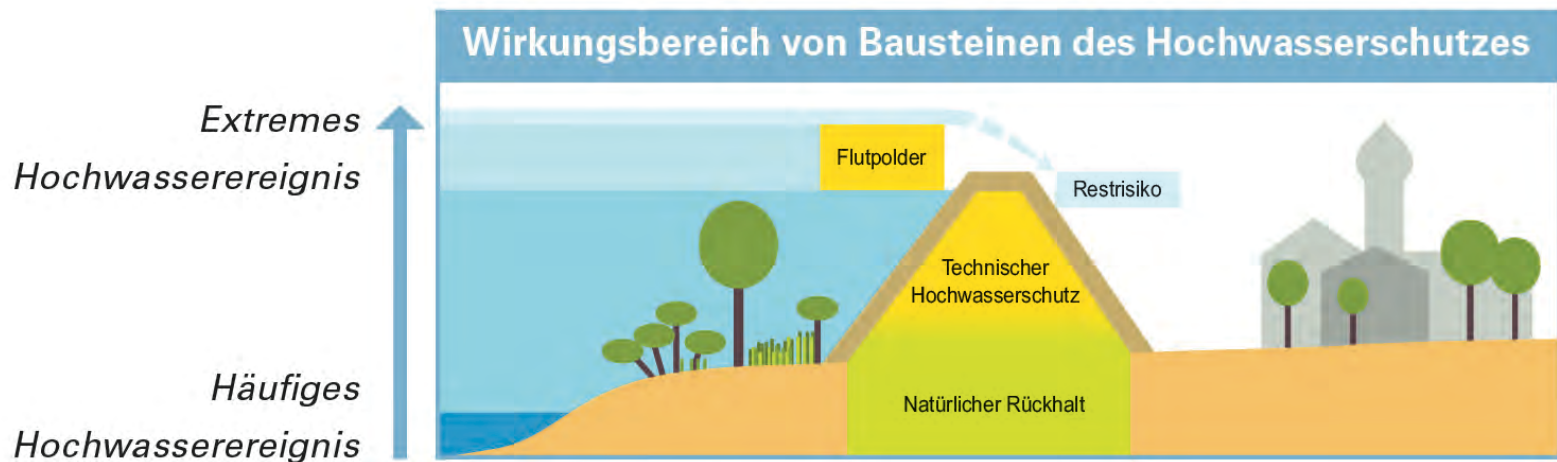 Wirkungsbereich von Bausteinen des Hochwasserschutzes
Extremes
Hochwasserereignis
Flutpolder
Restrisiko
Technischer
Hochwasserschutz
Häufiges
Hochwasserereignis
Natürlicher Rückhalt